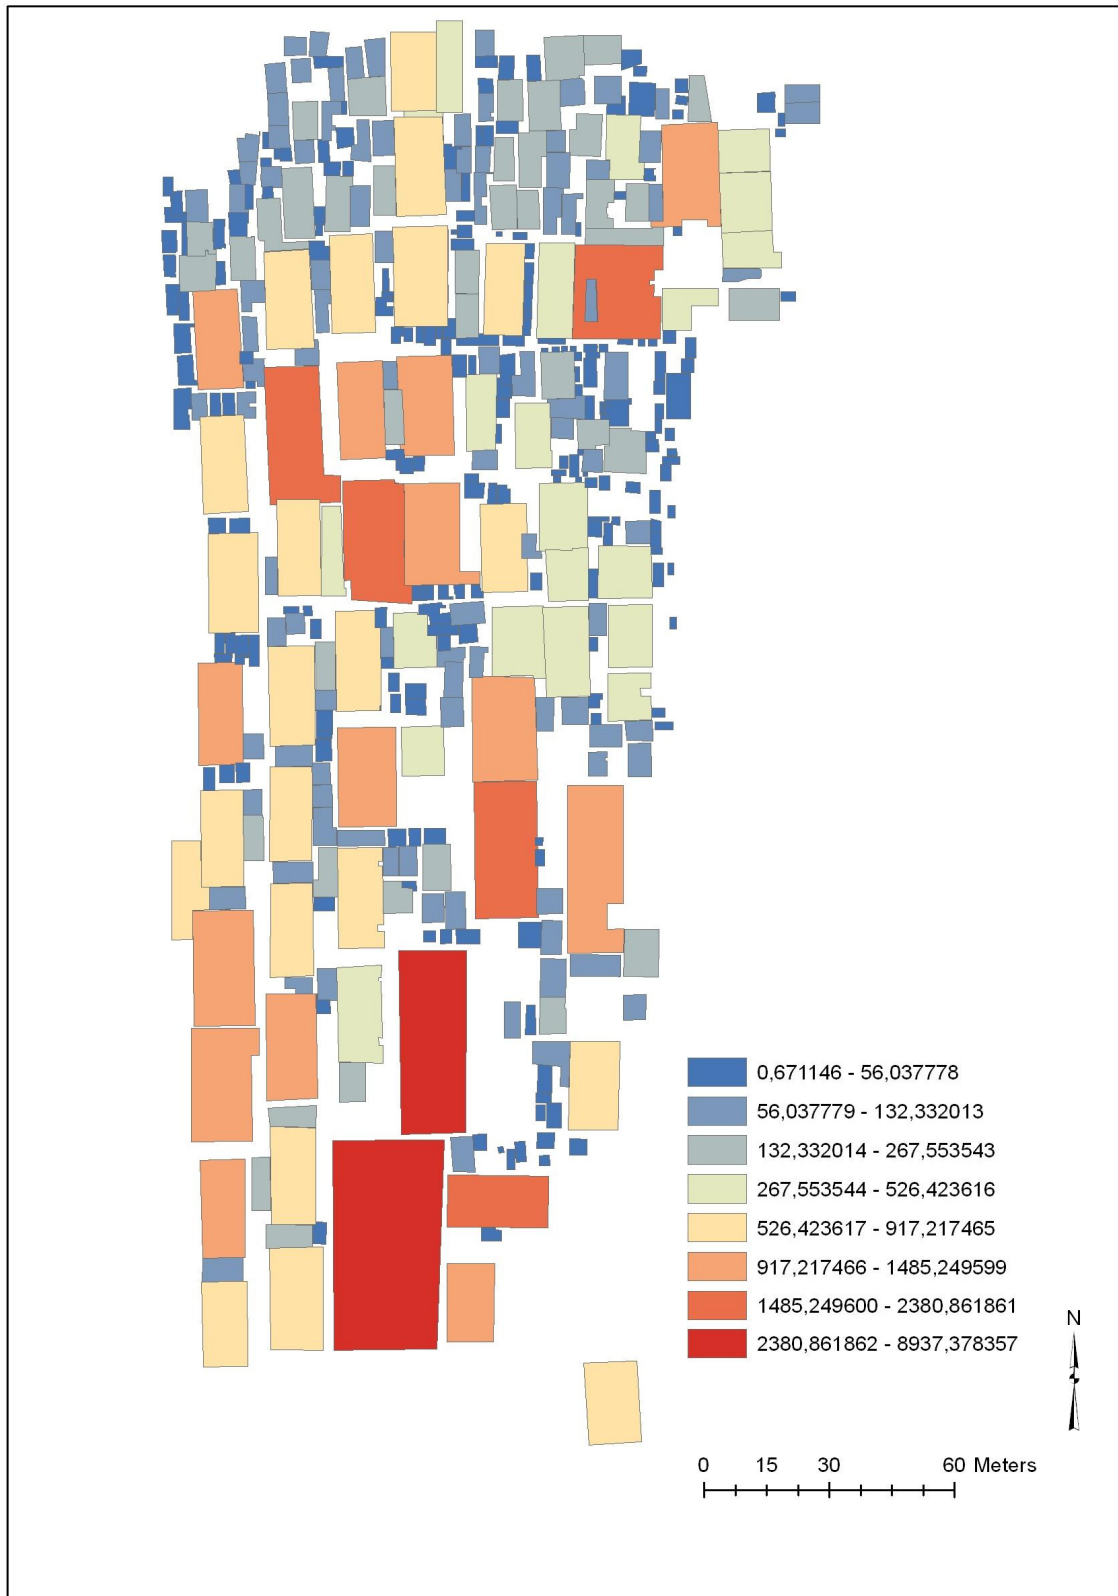 0,671146 - 56,037778
56,037779 - 132,332013
132,332014 - 267,553543
267,553544 - 526,423616
526,423617 - 917,217465
917,217466 - 1485,249599
1485,249600 - 2380,861861
2380,861862 - 8937,378357
N
0 15 30 60 Meters